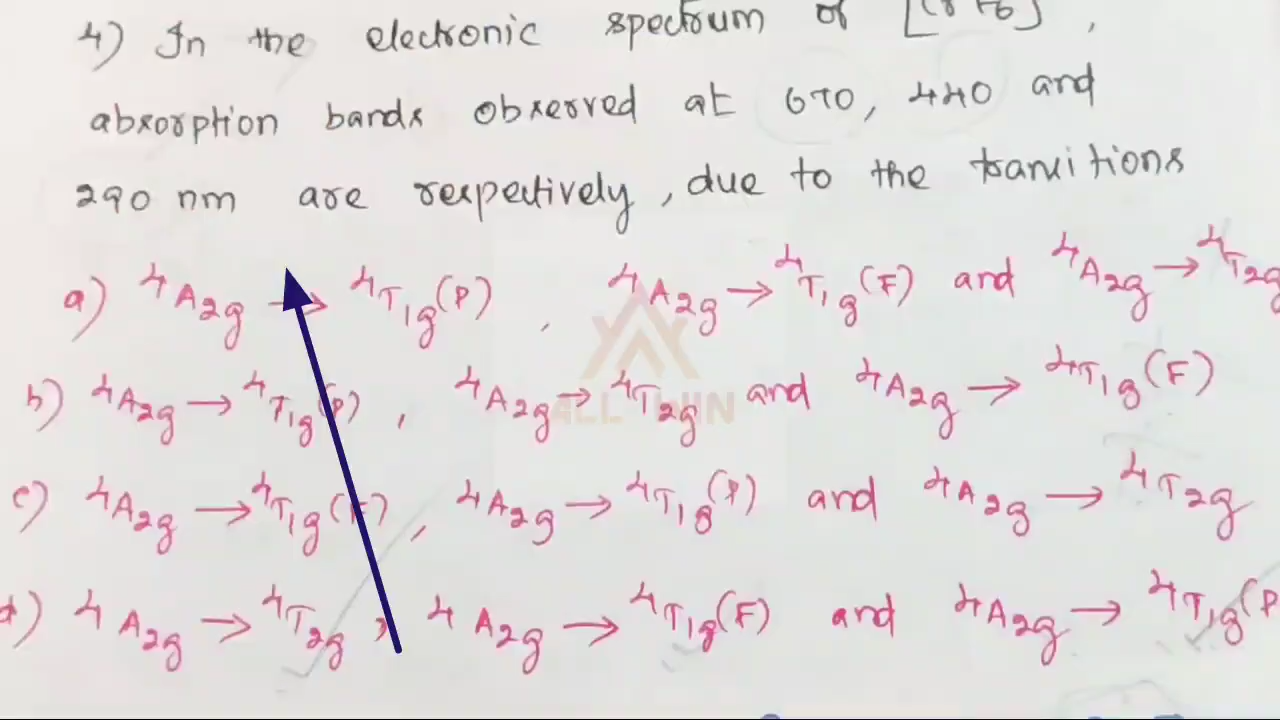 4) In the electronic spectrum of [CrF6],
absorption bands observed at 670, 440 and
290 nm are respectively, due to the transitions
a) ⁴A2g → ⁴T1g(P) , ⁴A2g → ⁴T1g(F) and ⁴A2g → ⁴T2g
b) ⁴A2g → ⁴T1g(P) , ⁴A2g → ⁴T2g and ⁴A2g → ⁴T1g(F)
c) ⁴A2g → ⁴T1g(F) , ⁴A2g → ⁴T1g(P) and ⁴A2g → ⁴T2g
d) ⁴A2g → ⁴T2g , ⁴A2g → ⁴T1g(F) and ⁴A2g → ⁴T1g(P